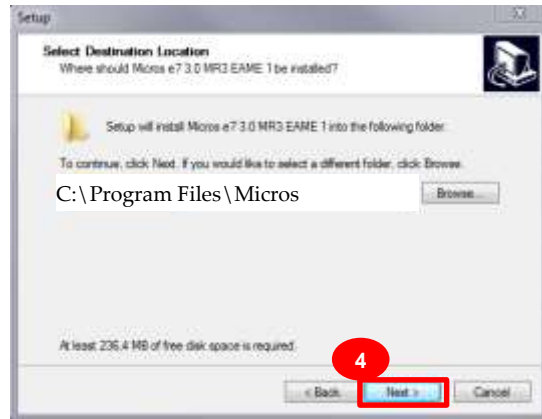 Setup
Select Destination Location
Where should Micros e7 3.0 MR3 EAME 1 be installed?
Setup will install Micros e7 3.0 MR3 EAME 1 into the following folder.
To continue, click Next. If you would like to select a different folder, click Browse.
C:\Program Files\Micros
Browse...
At least 236.4 MB of free disk space is required.
4
< Back
Next >
Cancel